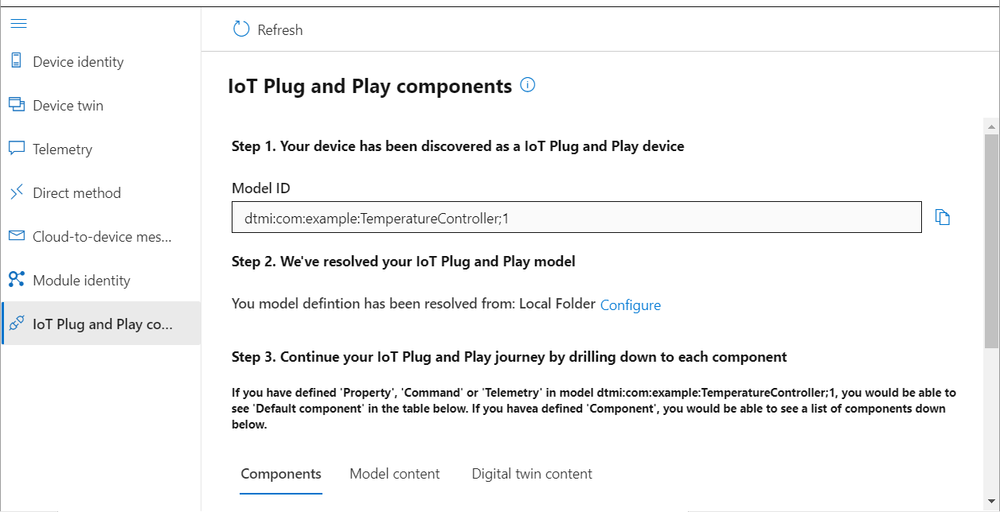 Refresh
Device identity
Device twin
Telemetry
Direct method
Cloud-to-device mes...
Module identity
IoT Plug and Play co...
IoT Plug and Play components
Step 1. Your device has been discovered as a IoT Plug and Play device
Model ID
dtmi:com:example:TemperatureController;1
Step 2. We've resolved your IoT Plug and Play model
You model defintion has been resolved from: Local Folder Configure
Step 3. Continue your IoT Plug and Play journey by drilling down to each component
If you have defined 'Property', 'Command' or 'Telemetry' in model dtmi:com:example:TemperatureController;1, you would be able to
see 'Default component' in the table below. If you havea defined 'Component', you would be able to see a list of components down
below.
Components Model content Digital twin content